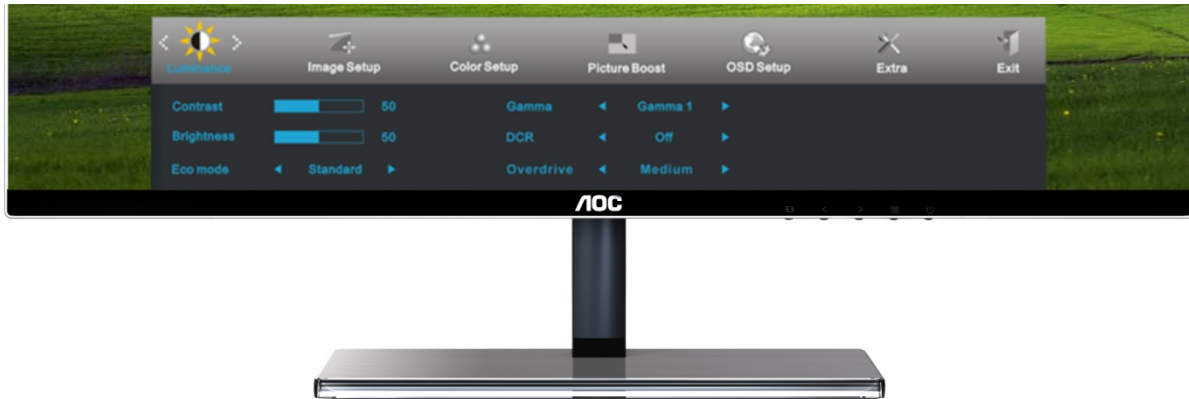 Luminance
Image Setup
Color Setup
Picture Boost
OSD Setup
Extra
Exit
Contrast 50 Gamma Gamma 1
Brightness 50 DCR Off
Eco mode Standard Overdrive Medium
AOC